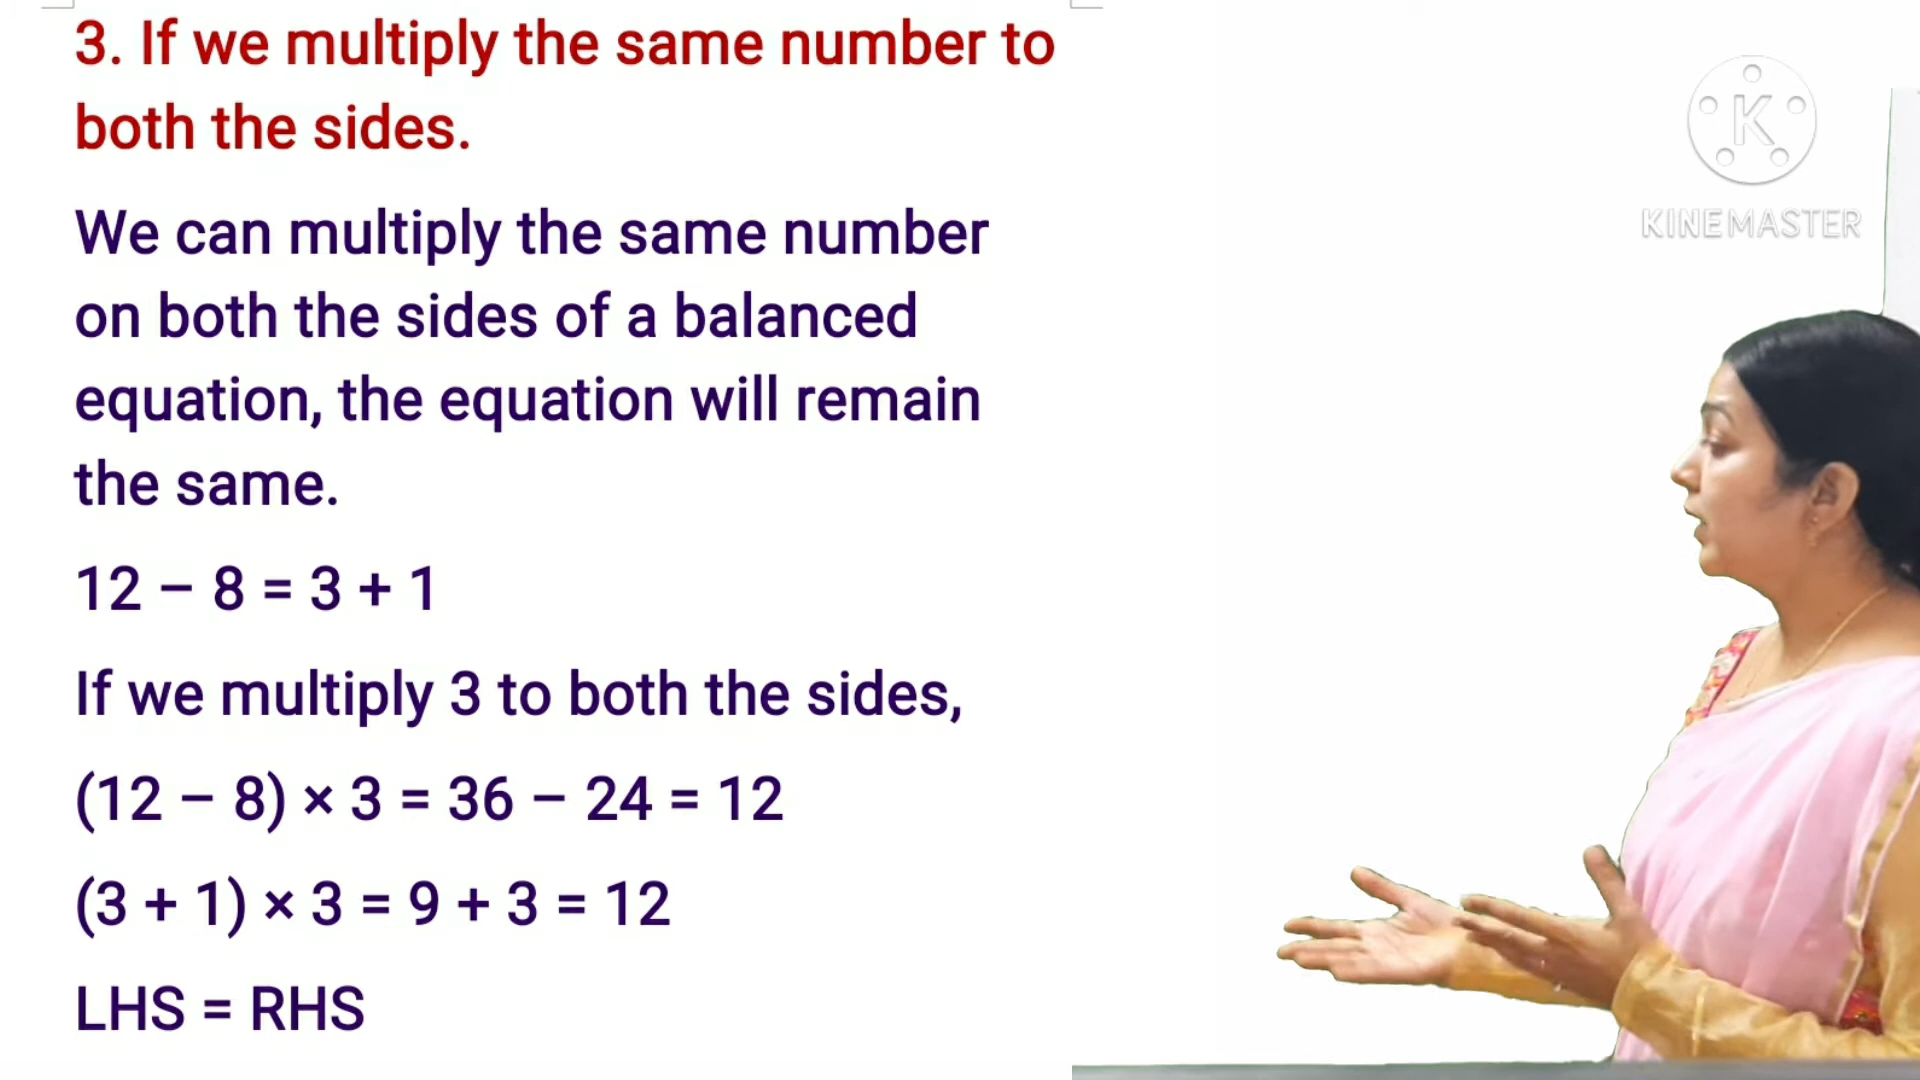 3. If we multiply the same number to
both the sides.
We can multiply the same number
on both the sides of a balanced
equation, the equation will remain
the same.
12 – 8 = 3 + 1
If we multiply 3 to both the sides,
(12 – 8) × 3 = 36 – 24 = 12
(3 + 1) × 3 = 9 + 3 = 12
LHS = RHS
K
KINEMASTER